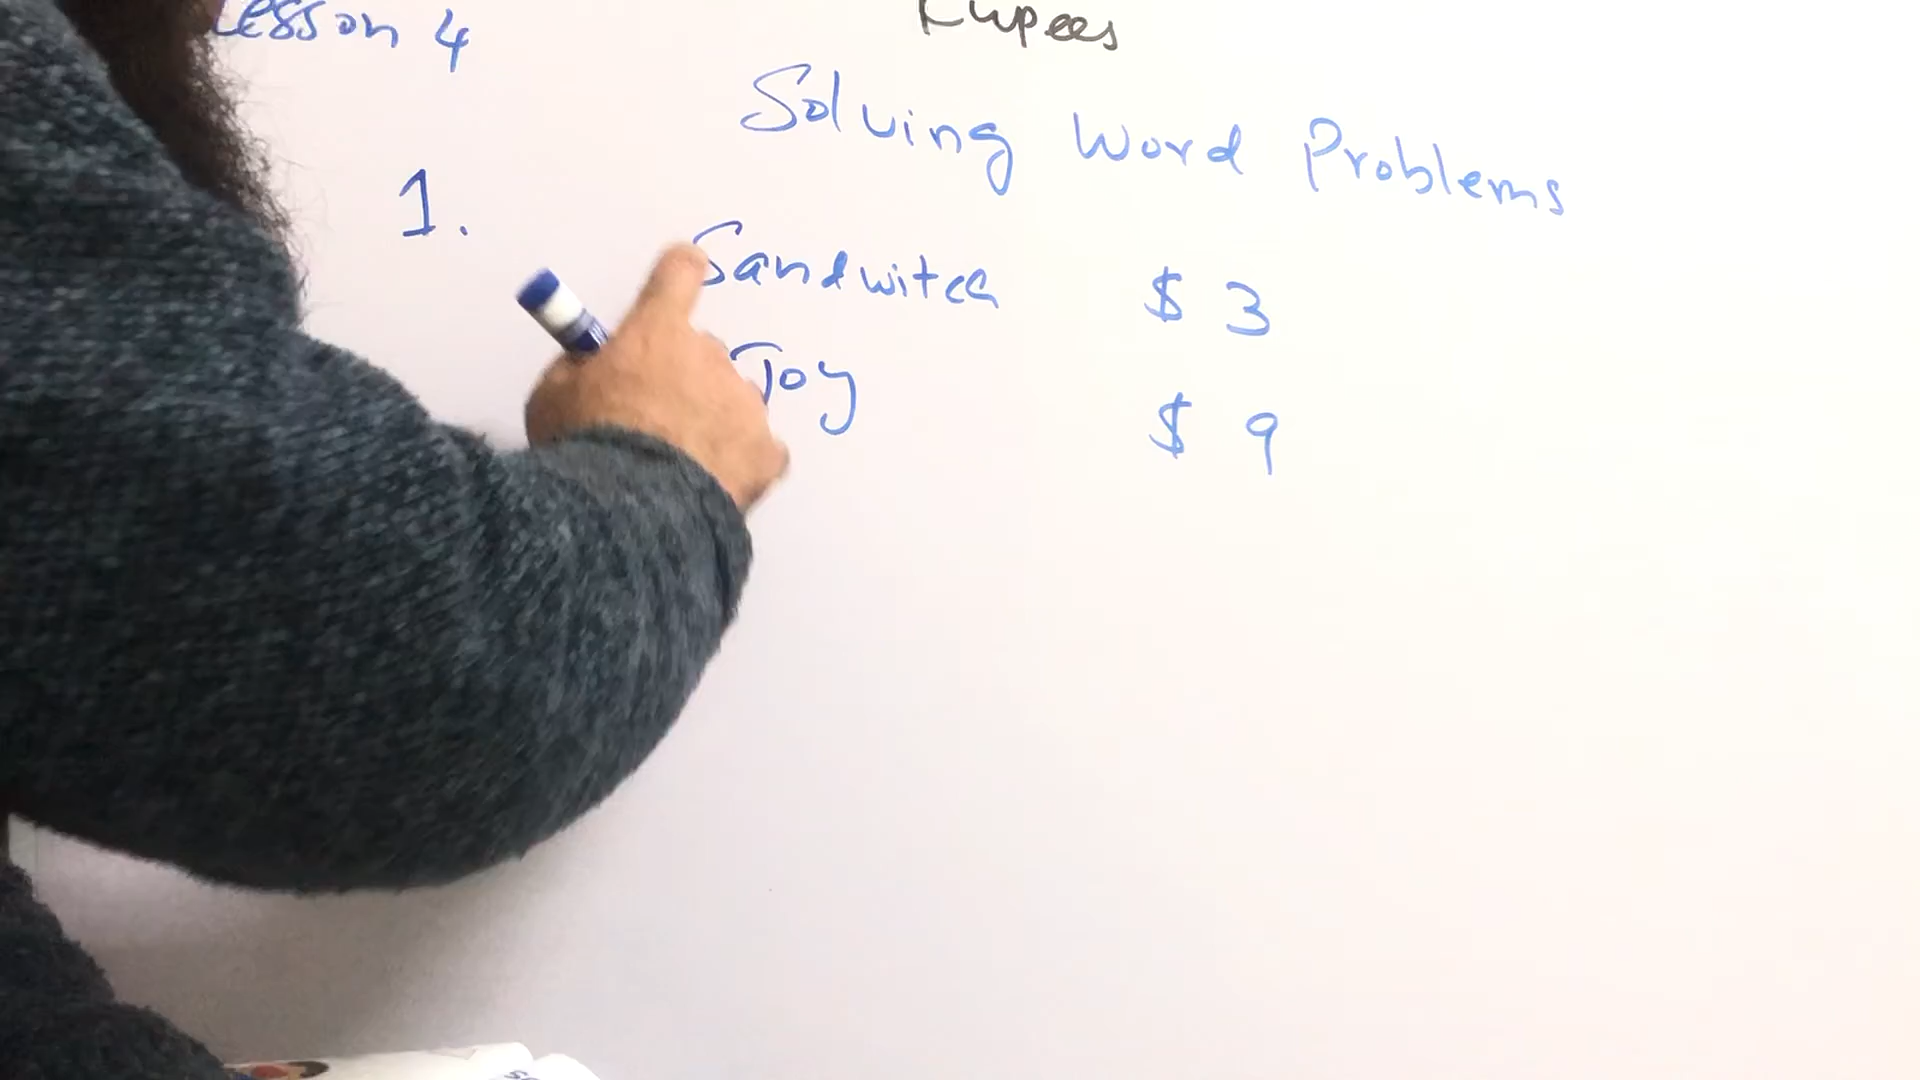 Lesson 4
Rupees
Solving Word Problems
1.
Sandwitch $ 3
Toy $ 9